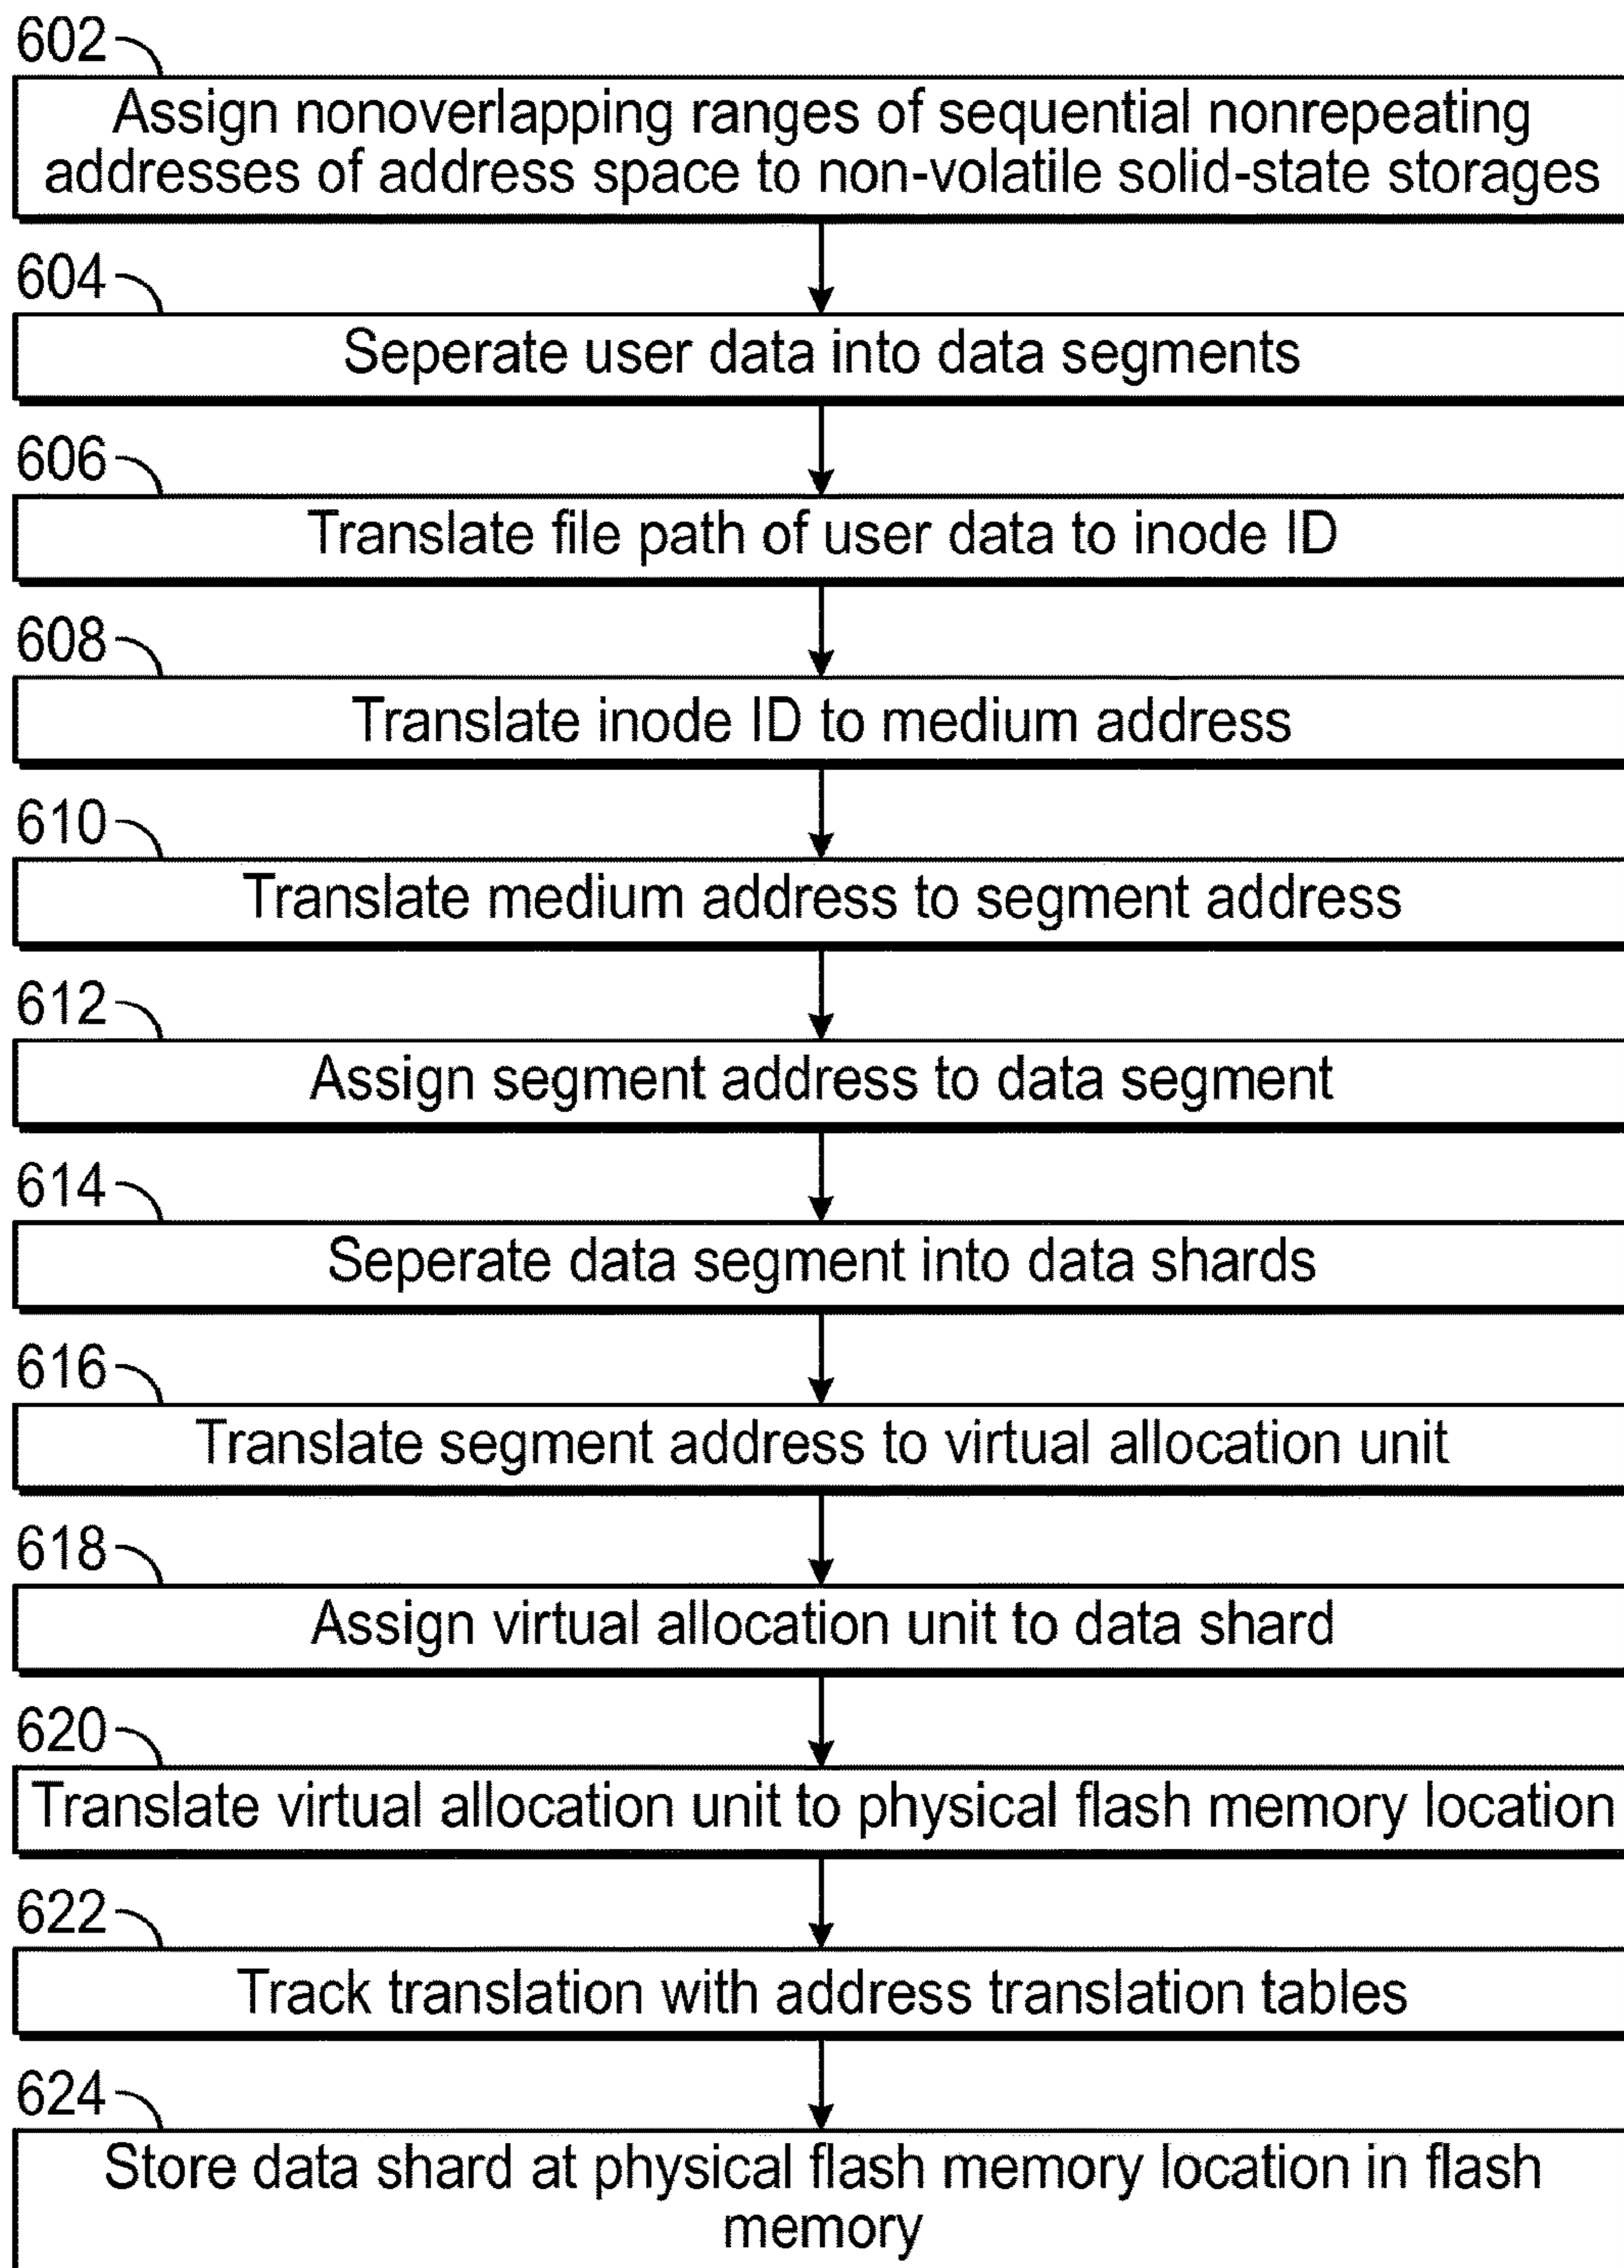 602
Assign nonoverlapping ranges of sequential nonrepeating
addresses of address space to non-volatile solid-state storages
604
Seperate user data into data segments
606
Translate file path of user data to inode ID
608
Translate inode ID to medium address
610
Translate medium address to segment address
612
Assign segment address to data segment
614
Seperate data segment into data shards
616
Translate segment address to virtual allocation unit
618
Assign virtual allocation unit to data shard
620
Translate virtual allocation unit to physical flash memory location
622
Track translation with address translation tables
624
Store data shard at physical flash memory location in flash
memory